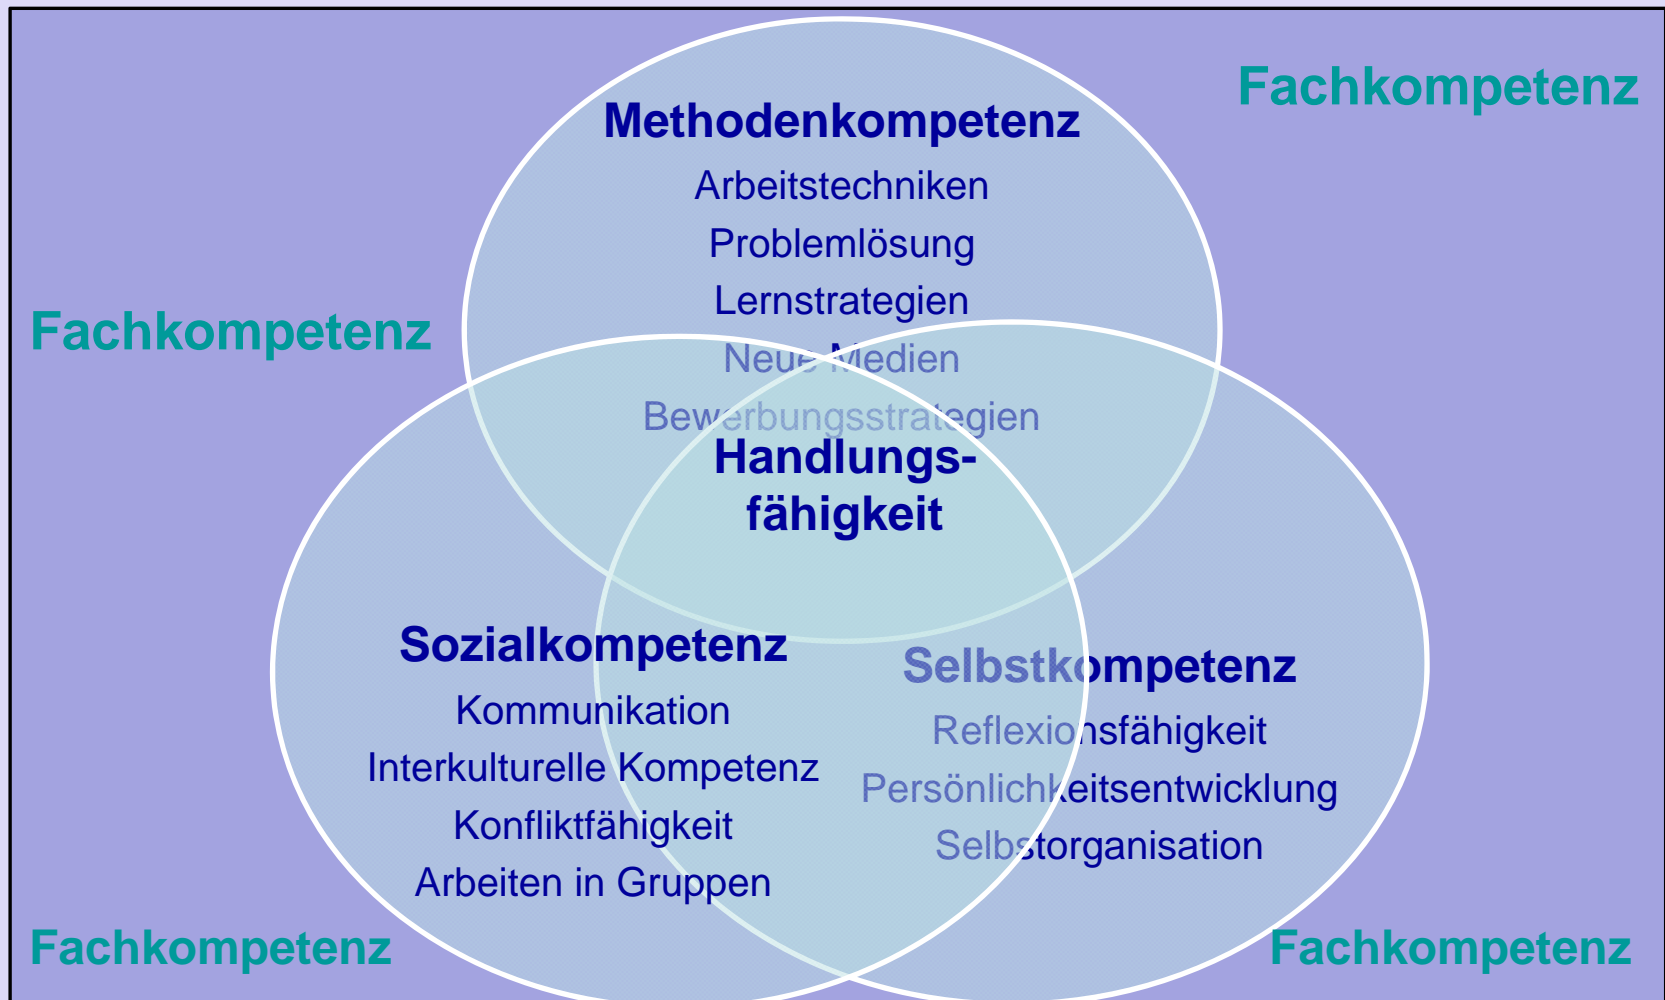 Fachkompetenz
Methodenkompetenz
Arbeitstechniken
Problemlösung
Lernstrategien
Fachkompetenz
Neue Medien
Bewerbungsstrategien
Handlungs-
fähigkeit
Sozialkompetenz
Kommunikation
Interkulturelle Kompetenz
Konfliktfähigkeit
Arbeiten in Gruppen
Selbstkompetenz
Reflexionsfähigkeit
Persönlichkeitsentwicklung
Selbstorganisation
Fachkompetenz
Fachkompetenz